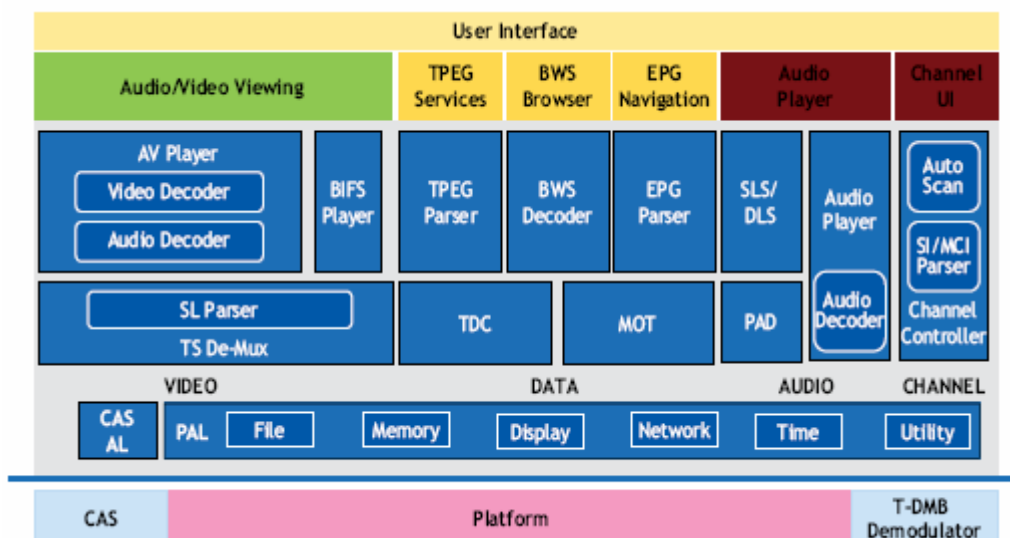 User Interface
Audio/Video Viewing
TPEG
Services
BWS
Browser
EPG
Navigation
Audio
Player
Channel
UI
AV Player
Video Decoder
Audio Decoder
BIFS
Player
TPEG
Parser
BWS
Decoder
EPG
Parser
SLS/
DLS
Audio
Player
Audio
Decoder
Auto
Scan
SI/MCI
Parser
Channel
Controller
SL Parser
TS De-Mux
TDC
MOT
PAD
VIDEO
DATA
AUDIO
CHANNEL
CAS
AL
PAL
File
Memory
Display
Network
Time
Utility
CAS
Platform
T-DMB
Demodulator